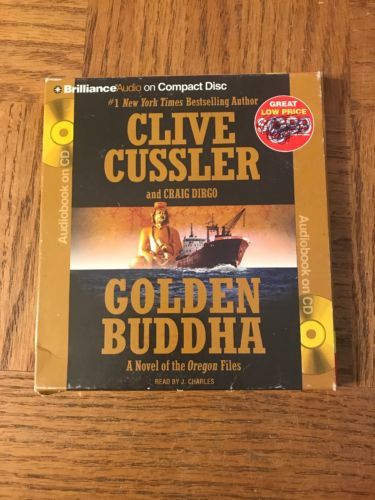 BrillianceAudio on Compact Disc
#1 New York Times Bestselling Author
GREAT
LOW PRICE
CLIVE
CUSSLER
and CRAIG DIRGO
Audiobook on CD
Audiobook on CD
GOLDEN
BUDDHA
A Novel of the Oregon Files
READ BY J. CHARLES